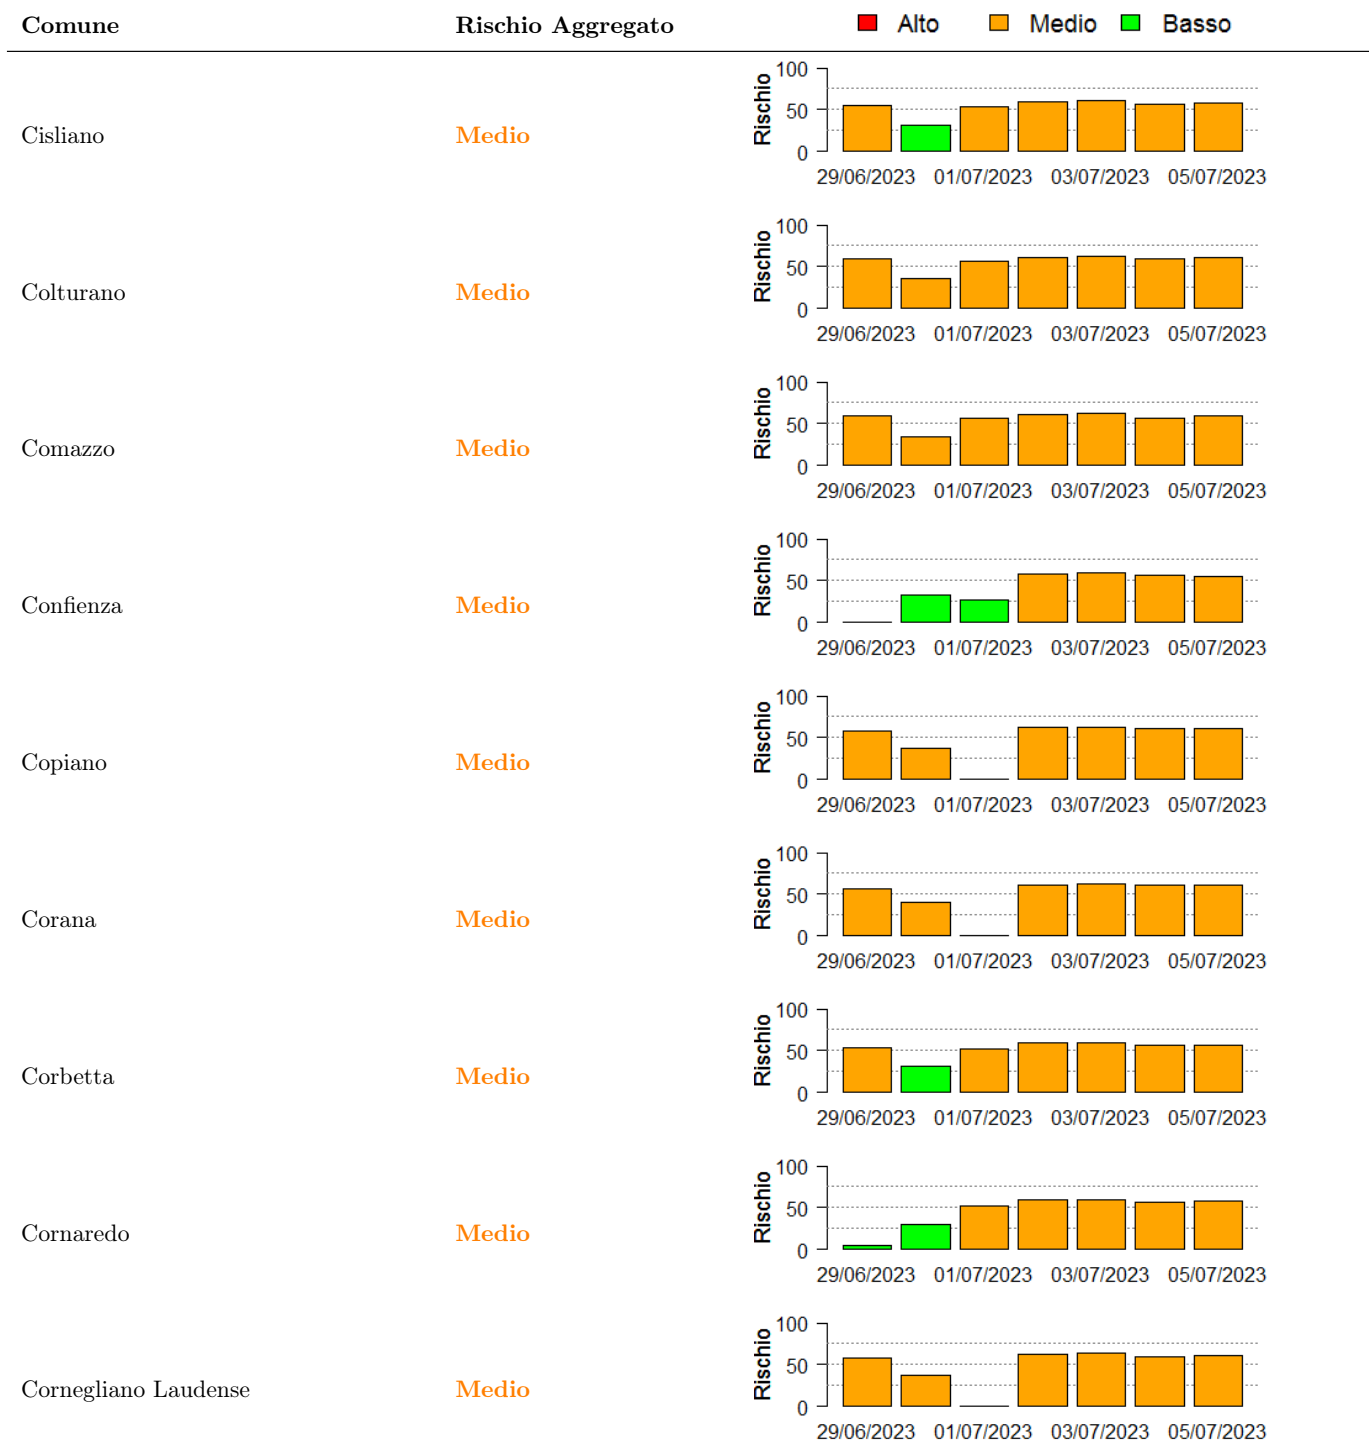 Comune Rischio Aggregato Alto Medio Basso
100
50
0
Rischio
Cisliano Medio
29/06/2023 01/07/2023 03/07/2023 05/07/2023
100
50
0
Rischio
Colturano Medio
29/06/2023 01/07/2023 03/07/2023 05/07/2023
100
50
0
Rischio
Comazzo Medio
29/06/2023 01/07/2023 03/07/2023 05/07/2023
100
50
0
Rischio
Confienza Medio
29/06/2023 01/07/2023 03/07/2023 05/07/2023
100
50
0
Rischio
Copiano Medio
29/06/2023 01/07/2023 03/07/2023 05/07/2023
100
50
0
Rischio
Corana Medio
29/06/2023 01/07/2023 03/07/2023 05/07/2023
100
50
0
Rischio
Corbetta Medio
29/06/2023 01/07/2023 03/07/2023 05/07/2023
100
50
0
Rischio
Cornaredo Medio
29/06/2023 01/07/2023 03/07/2023 05/07/2023
100
50
0
Rischio
Cornegliano Laudense Medio
29/06/2023 01/07/2023 03/07/2023 05/07/2023